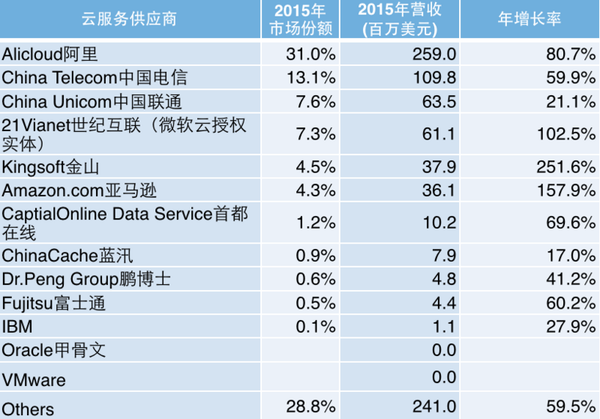 云服务供应商 2015年市场份额 2015年营收(百万美元) 年增长率
Alicloud阿里 31.0% 259.0 80.7%
China Telecom中国电信 13.1% 109.8 59.9%
China Unicom中国联通 7.6% 63.5 21.1%
21Vianet世纪互联（微软云授权实体） 7.3% 61.1 102.5%
Kingsoft金山 4.5% 37.9 251.6%
Amazon.com亚马逊 4.3% 36.1 157.9%
CaptialOnline Data Service首都在线 1.2% 10.2 69.6%
ChinaCache蓝汛 0.9% 7.9 17.0%
Dr.Peng Group鹏博士 0.6% 4.8 41.2%
Fujitsu富士通 0.5% 4.4 60.2%
IBM 0.1% 1.1 27.9%
Oracle甲骨文 0.0
VMware 0.0
Others 28.8% 241.0 59.5%